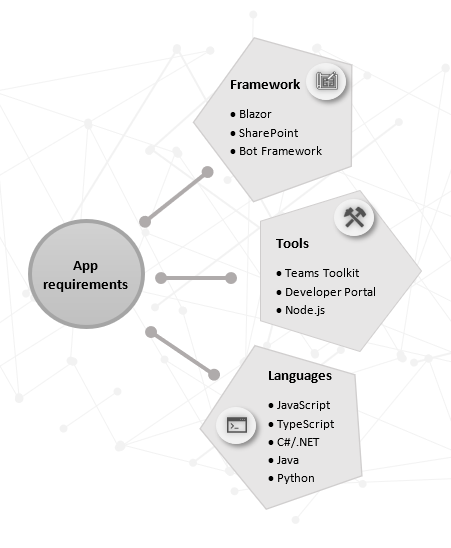 Framework
• Blazor
• SharePoint
• Bot Framework
App
requirements
Tools
• Teams Toolkit
• Developer Portal
• Node.js
Languages
• JavaScript
• TypeScript
• C#/.NET
• Java
• Python